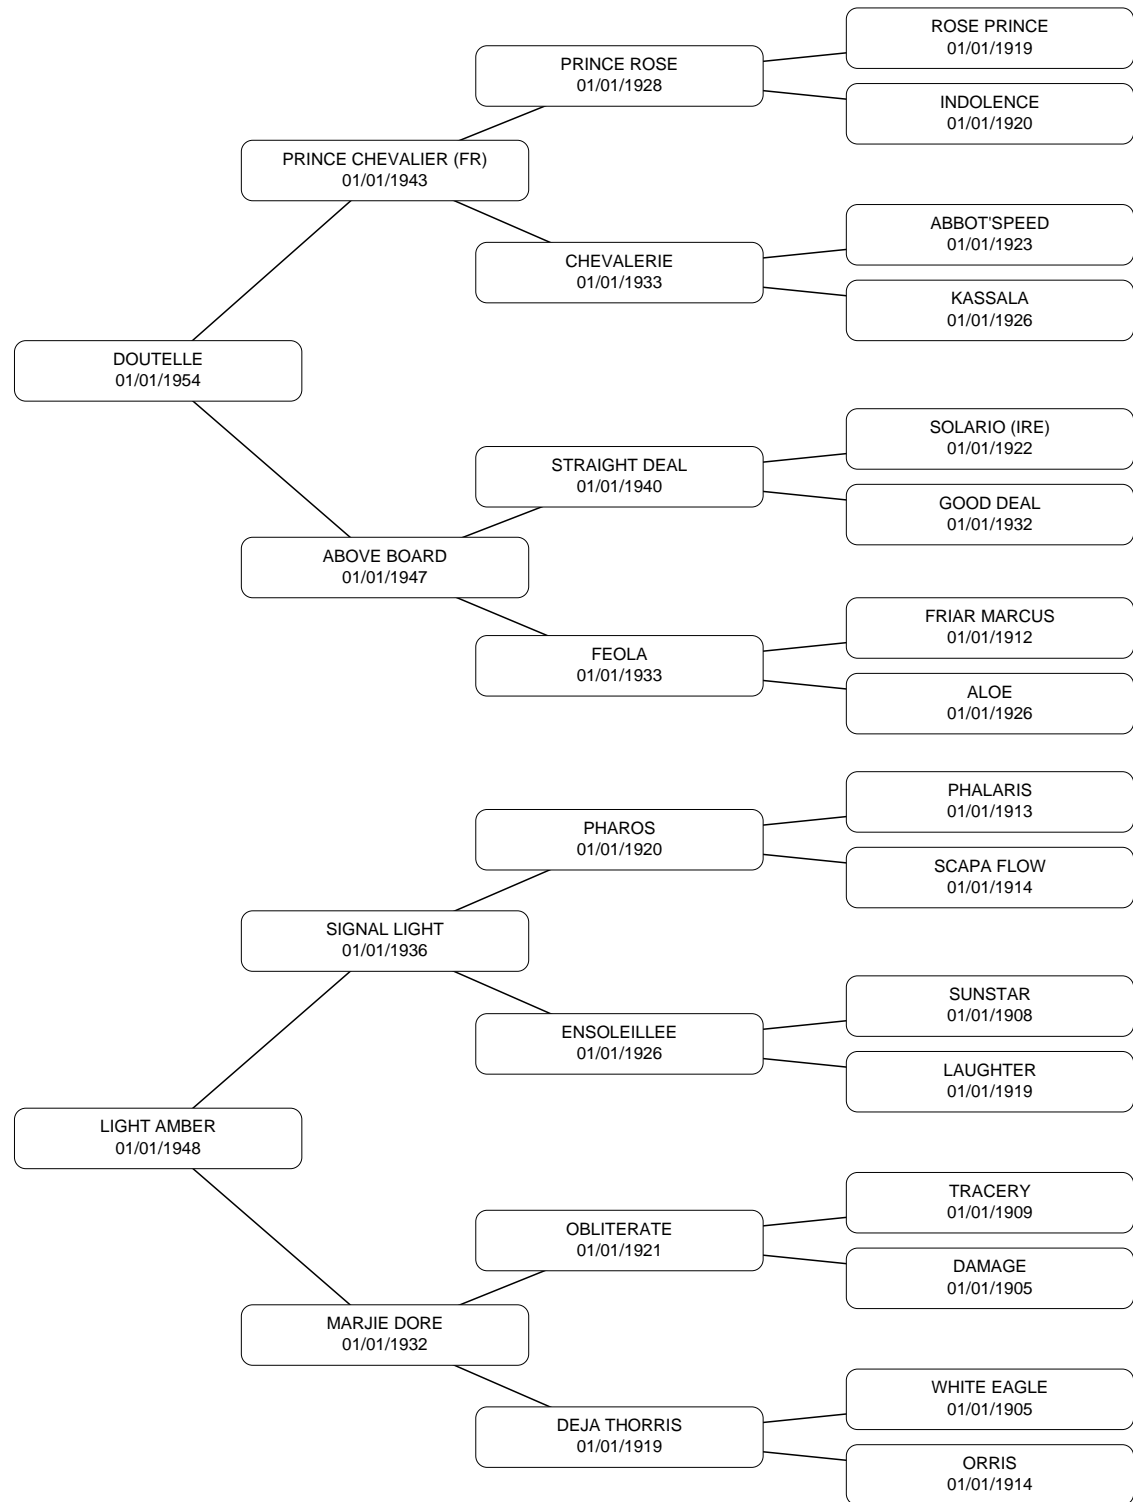 ROSE PRINCE
01/01/1919
PRINCE ROSE
01/01/1928
INDOLENCE
01/01/1920
PRINCE CHEVALIER (FR)
01/01/1943
ABBOT'SPEED
01/01/1923
CHEVALERIE
01/01/1933
KASSALA
01/01/1926
DOUTELLE
01/01/1954
SOLARIO (IRE)
01/01/1922
STRAIGHT DEAL
01/01/1940
GOOD DEAL
01/01/1932
ABOVE BOARD
01/01/1947
FRIAR MARCUS
01/01/1912
FEOLA
01/01/1933
ALOE
01/01/1926
PHALARIS
01/01/1913
PHAROS
01/01/1920
SCAPA FLOW
01/01/1914
SIGNAL LIGHT
01/01/1936
SUNSTAR
01/01/1908
ENSOLEILLEE
01/01/1926
LAUGHTER
01/01/1919
LIGHT AMBER
01/01/1948
TRACERY
01/01/1909
OBLITERATE
01/01/1921
DAMAGE
01/01/1905
MARJIE DORE
01/01/1932
WHITE EAGLE
01/01/1905
DEJA THORRIS
01/01/1919
ORRIS
01/01/1914